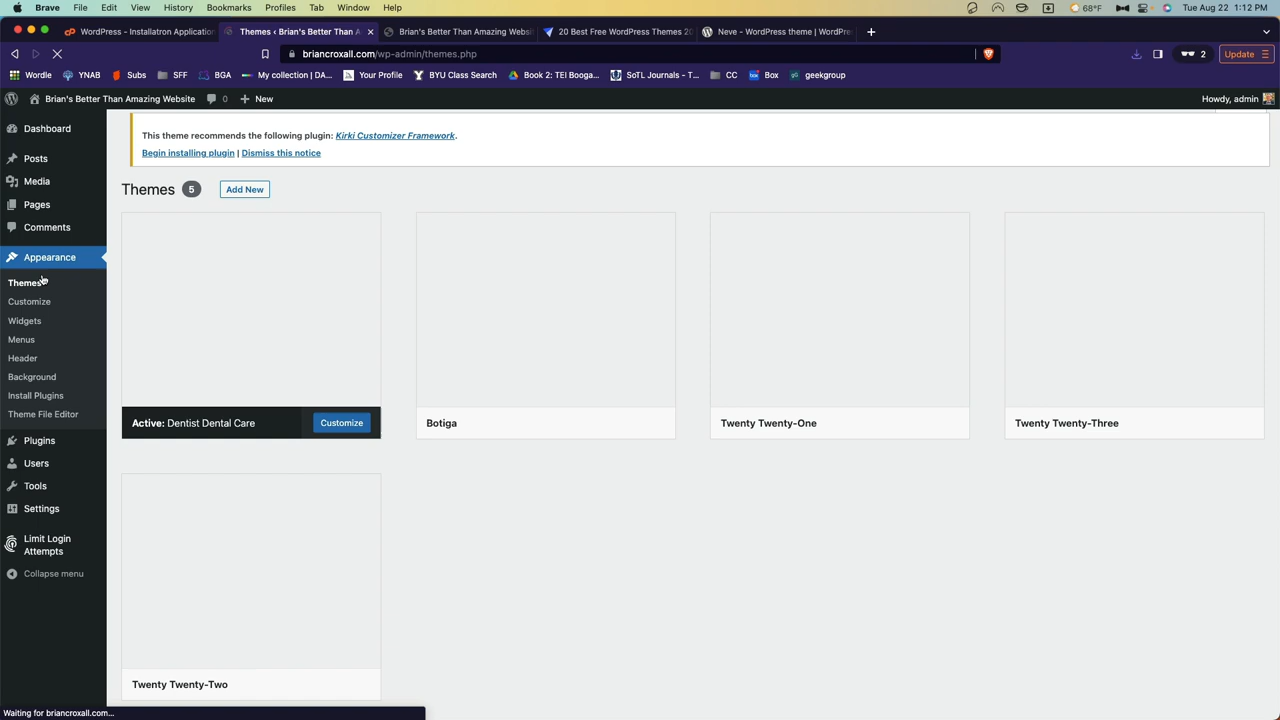 Brave File Edit View History Bookmarks Profiles Tab Window Help 68°F Tue Aug 22 1:12 PM
WordPress - Installatron Application Themes ‹ Brian's Better Than A Brian's Better Than Amazing Websi 20 Best Free WordPress Themes 20 Neve - WordPress theme | WordPre
briancroxall.com/wp-admin/themes.php 2 Update
Wordle YNAB Subs SFF BGA My collection | DA... Your Profile BYU Class Search Book 2: TEI Booga... SoTL Journals - T... CC Box geekgroup
Brian's Better Than Amazing Website 0 New Howdy, admin
Dashboard
Posts
Media
Pages
Comments
Appearance
Themes
Customize
Widgets
Menus
Header
Background
Install Plugins
Theme File Editor
Plugins
Users
Tools
Settings
Limit Login
Attempts
Collapse menu
This theme recommends the following plugin: Kirki Customizer Framework.
Begin installing plugin | Dismiss this notice
Themes 5 Add New
Active: Dentist Dental Care Customize Botiga Twenty Twenty-One Twenty Twenty-Three
Twenty Twenty-Two
Waiting for briancroxall.com...